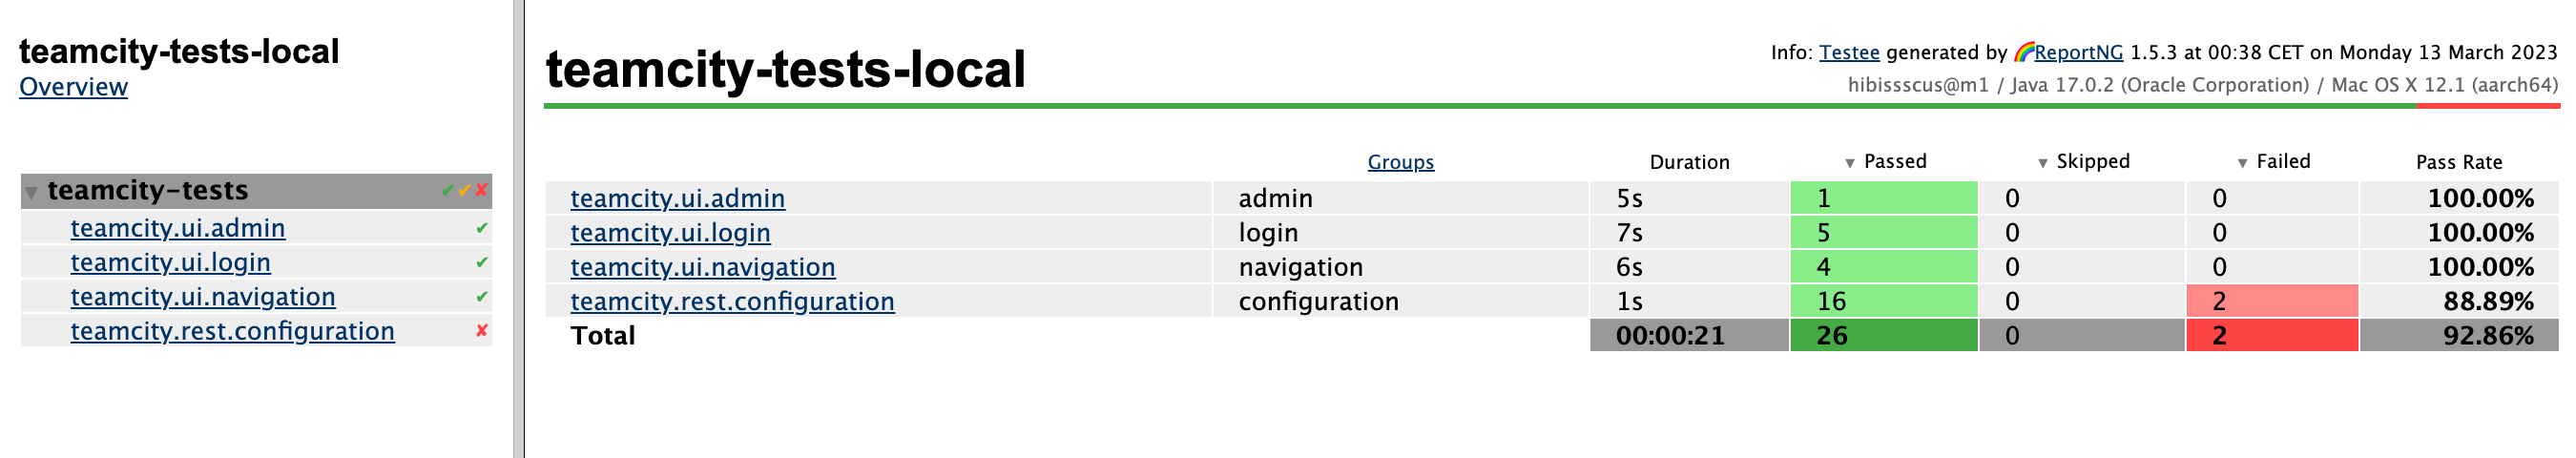 teamcity-tests-local
Overview
▼ teamcity-tests ✔✔✘
teamcity.ui.admin ✔
teamcity.ui.login ✔
teamcity.ui.navigation ✔
teamcity.rest.configuration ✘
teamcity-tests-local
Info: Testee generated by 🌈ReportNG 1.5.3 at 00:38 CET on Monday 13 March 2023
hibissscus@m1 / Java 17.0.2 (Oracle Corporation) / Mac OS X 12.1 (aarch64)
Groups Duration ▼ Passed ▼ Skipped ▼ Failed Pass Rate
teamcity.ui.admin admin 5s 1 0 0 100.00%
teamcity.ui.login login 7s 5 0 0 100.00%
teamcity.ui.navigation navigation 6s 4 0 0 100.00%
teamcity.rest.configuration configuration 1s 16 0 2 88.89%
Total 00:00:21 26 0 2 92.86%